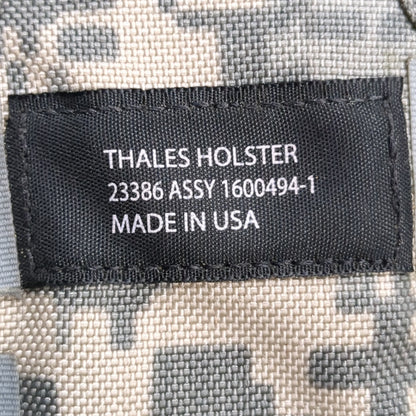 THALES HOLSTER
23386 ASSY 1600494-1
MADE IN USA